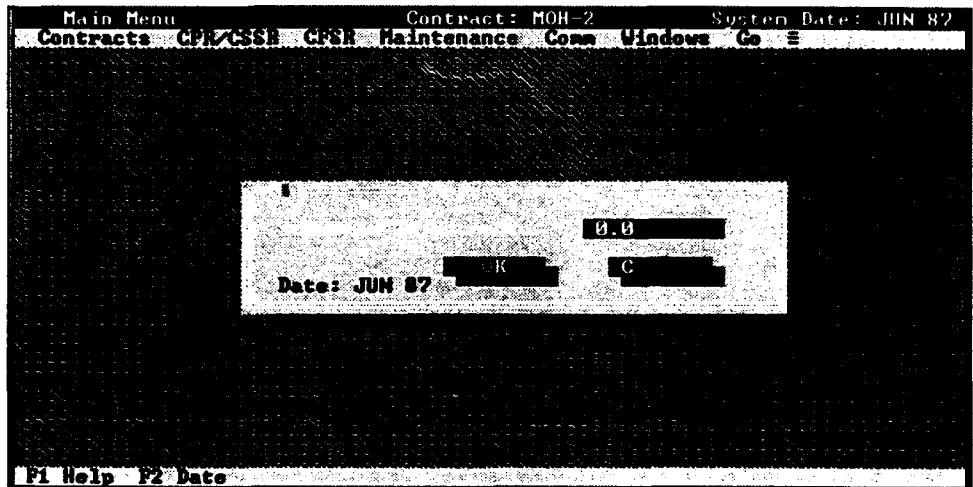 Main Menu Contract: MOH-2 System Date: JUN 87
Contracts CPR/CSSR CFSR Maintenance Comm Windows Go ≡
0.0
K C
Date: JUN 87
F1 Help F2 Date